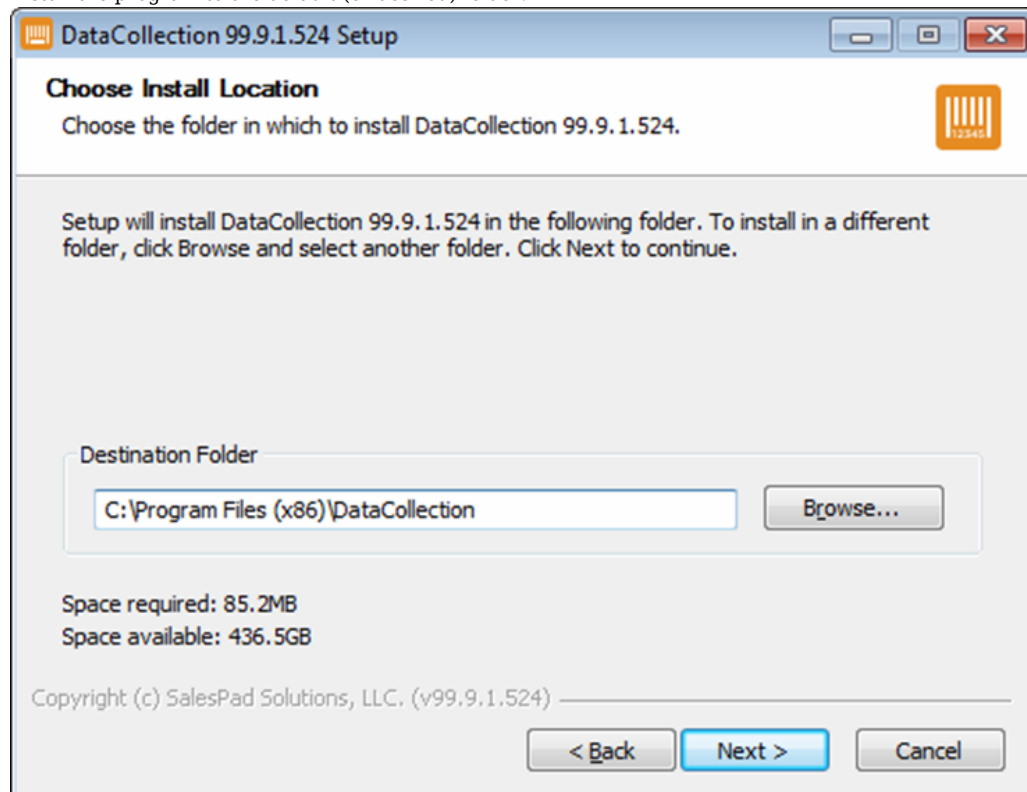 DataCollection 99.9.1.524 Setup
Choose Install Location
Choose the folder in which to install DataCollection 99.9.1.524.
12345
Setup will install DataCollection 99.9.1.524 in the following folder. To install in a different
folder, click Browse and select another folder. Click Next to continue.
Destination Folder
C:\Program Files (x86)\DataCollection
Browse...
Space required: 85.2MB
Space available: 436.5GB
Copyright (c) SalesPad Solutions, LLC. (v99.9.1.524)
< Back
Next >
Cancel